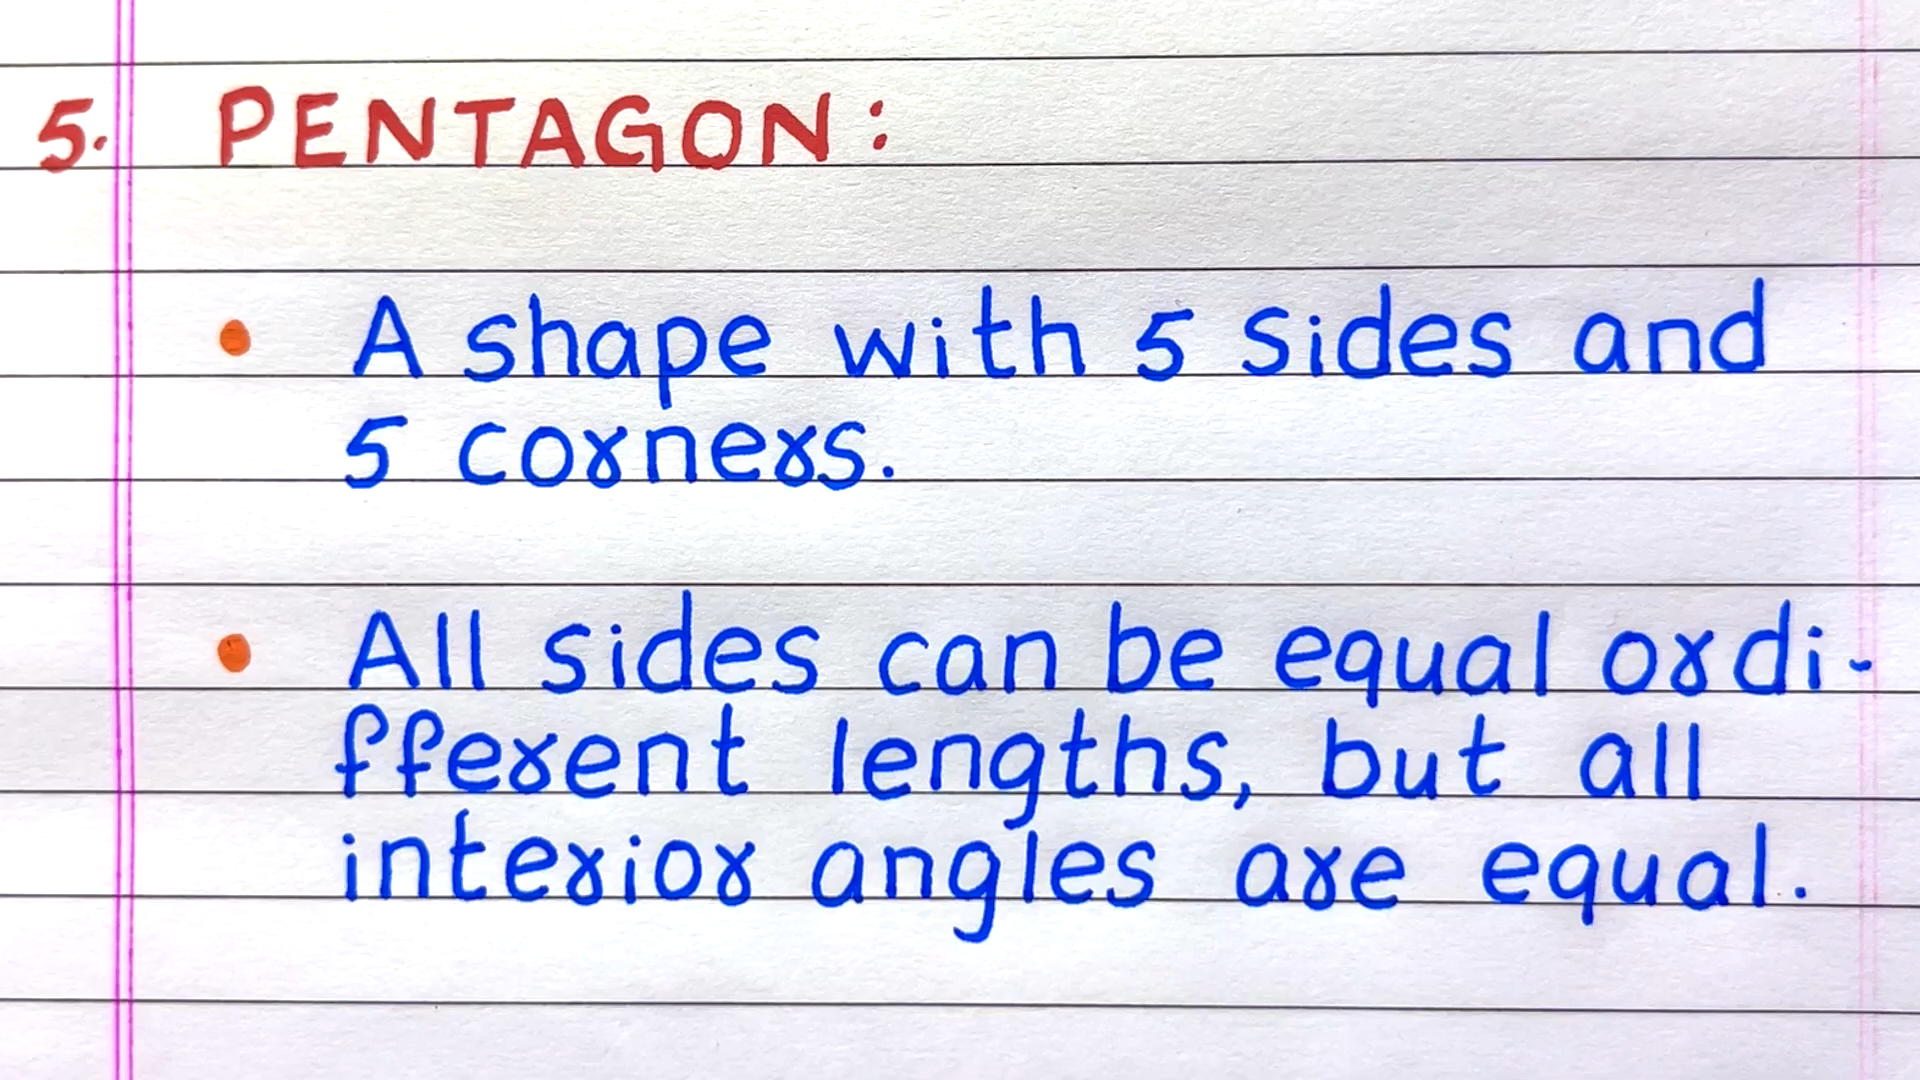 5. PENTAGON:
• A shape with 5 sides and
5 corners.
• All sides can be equal or di-
fferent lengths, but all
interior angles are equal.